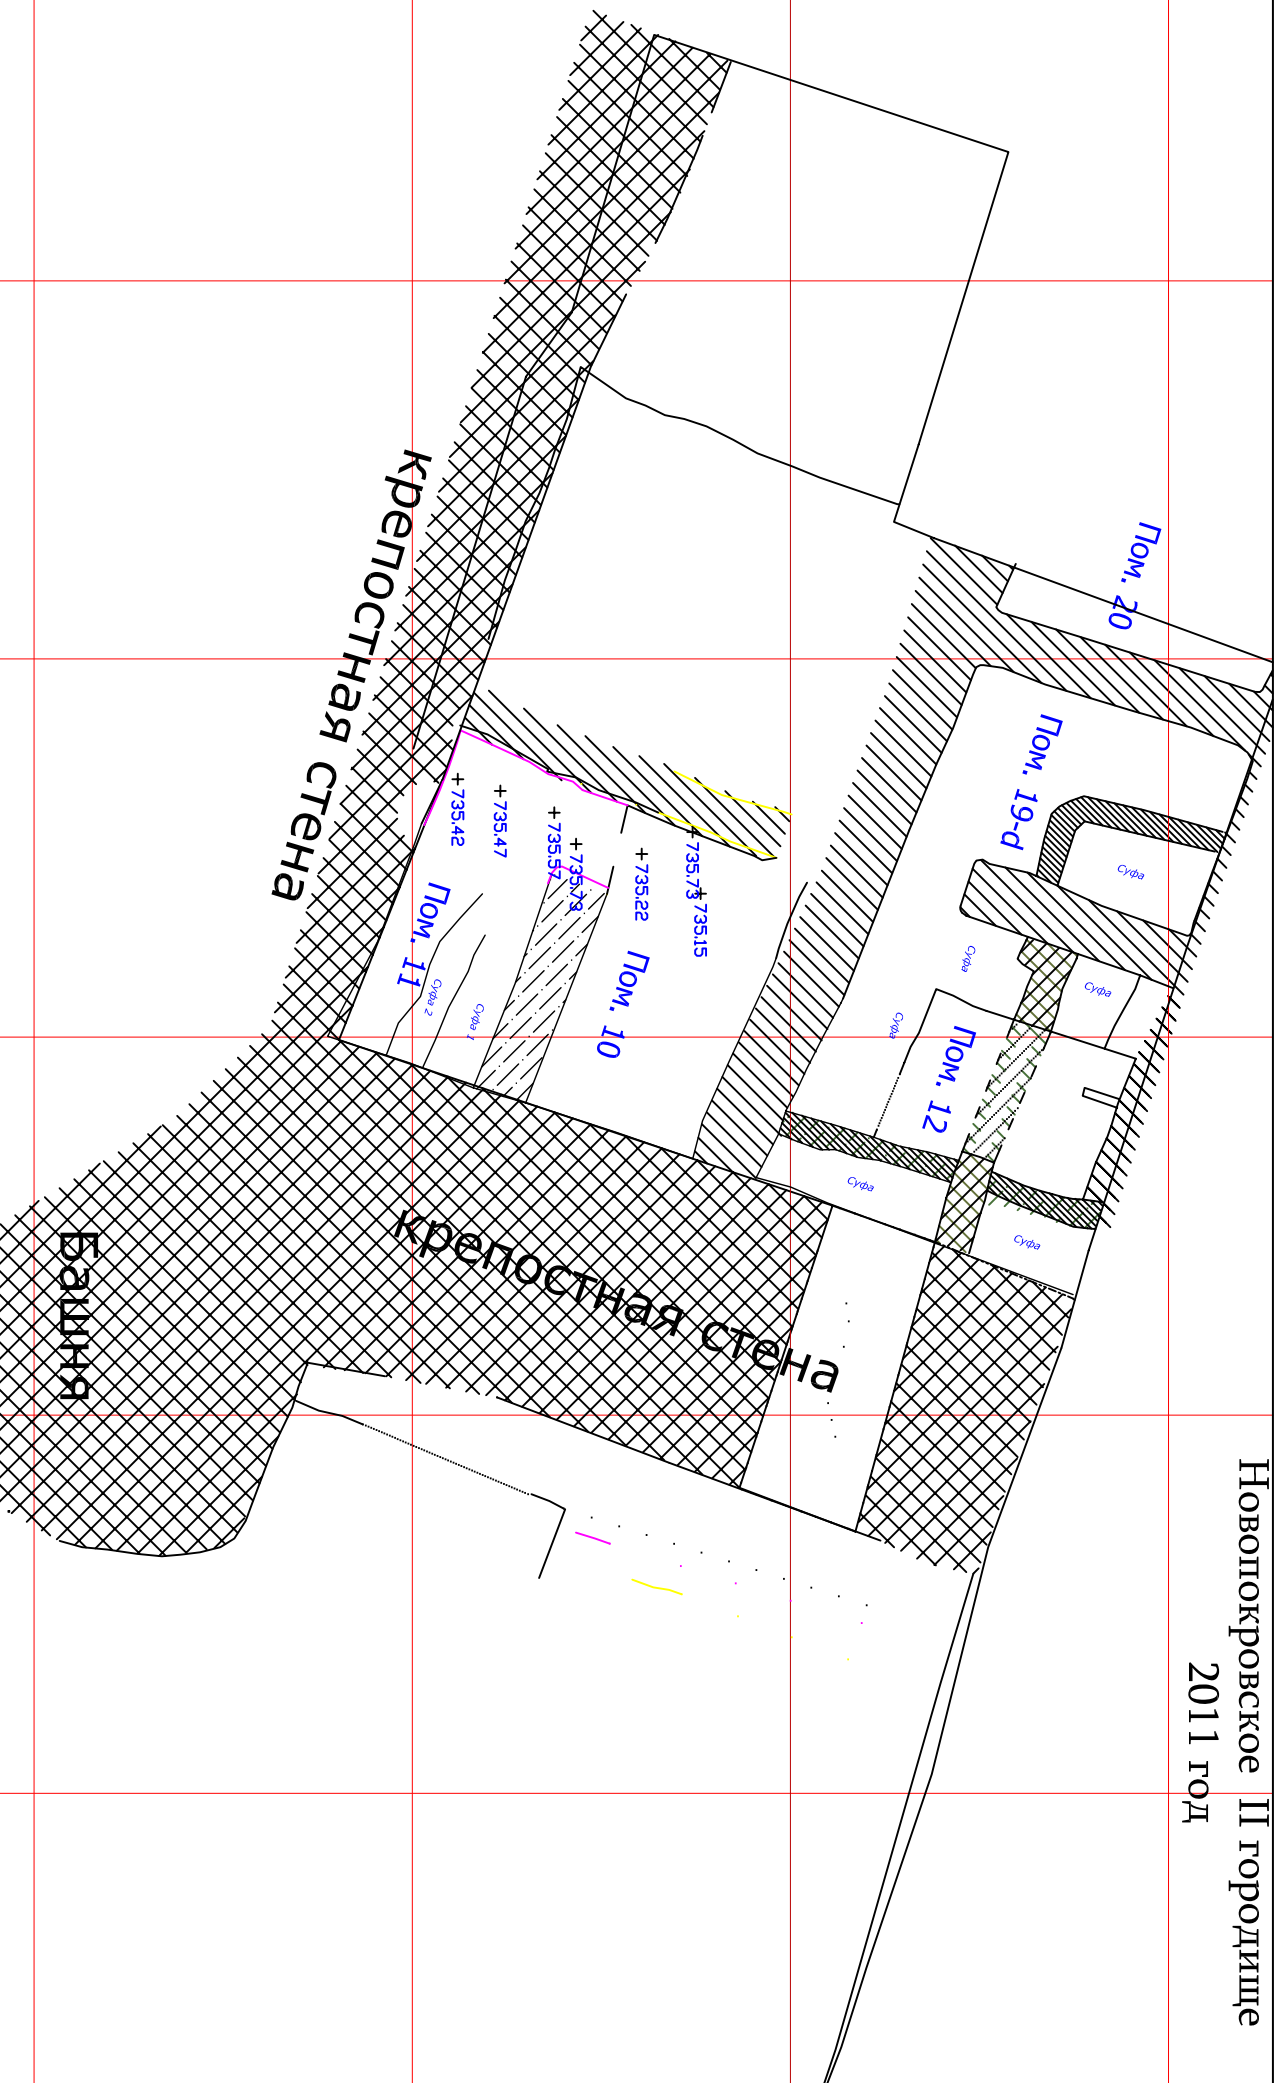 Новопокровское II городище
2011 год
Пом. 20
Пом. 19-d
Суфа
Суфа
Суфа
Суфа
Пом. 12
Суфа
Суфа
крепостная стена
+735.42
+735.47
+735.57
+735.73
+735.22
+735.73
+735.15
Пом. 11
Пом. 10
Суфа 2
Суфа 1
крепостная стена
Башня